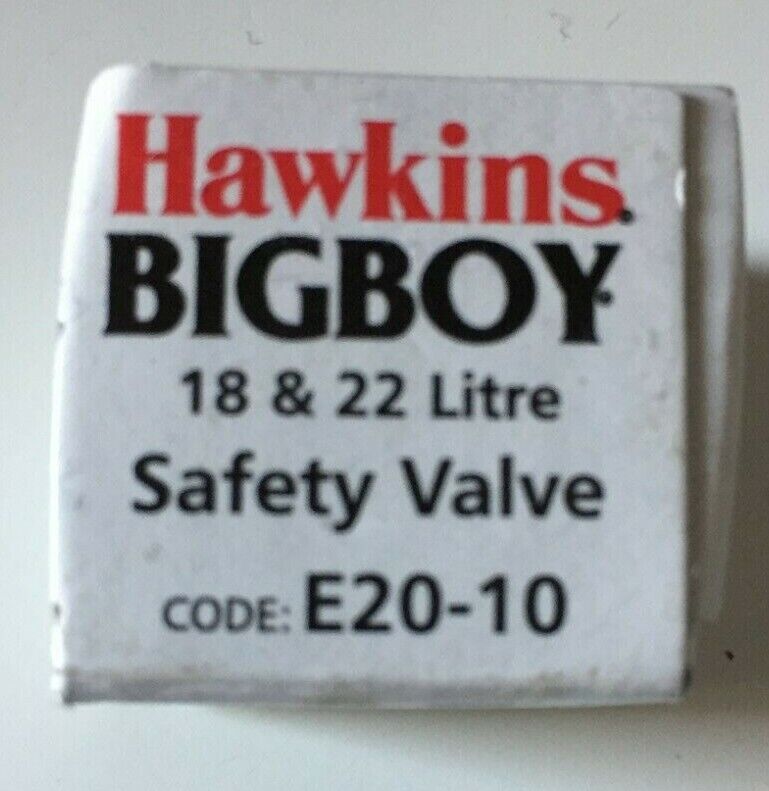 Hawkins.
BIGBOY
18 & 22 Litre
Safety Valve
CODE: E20-10